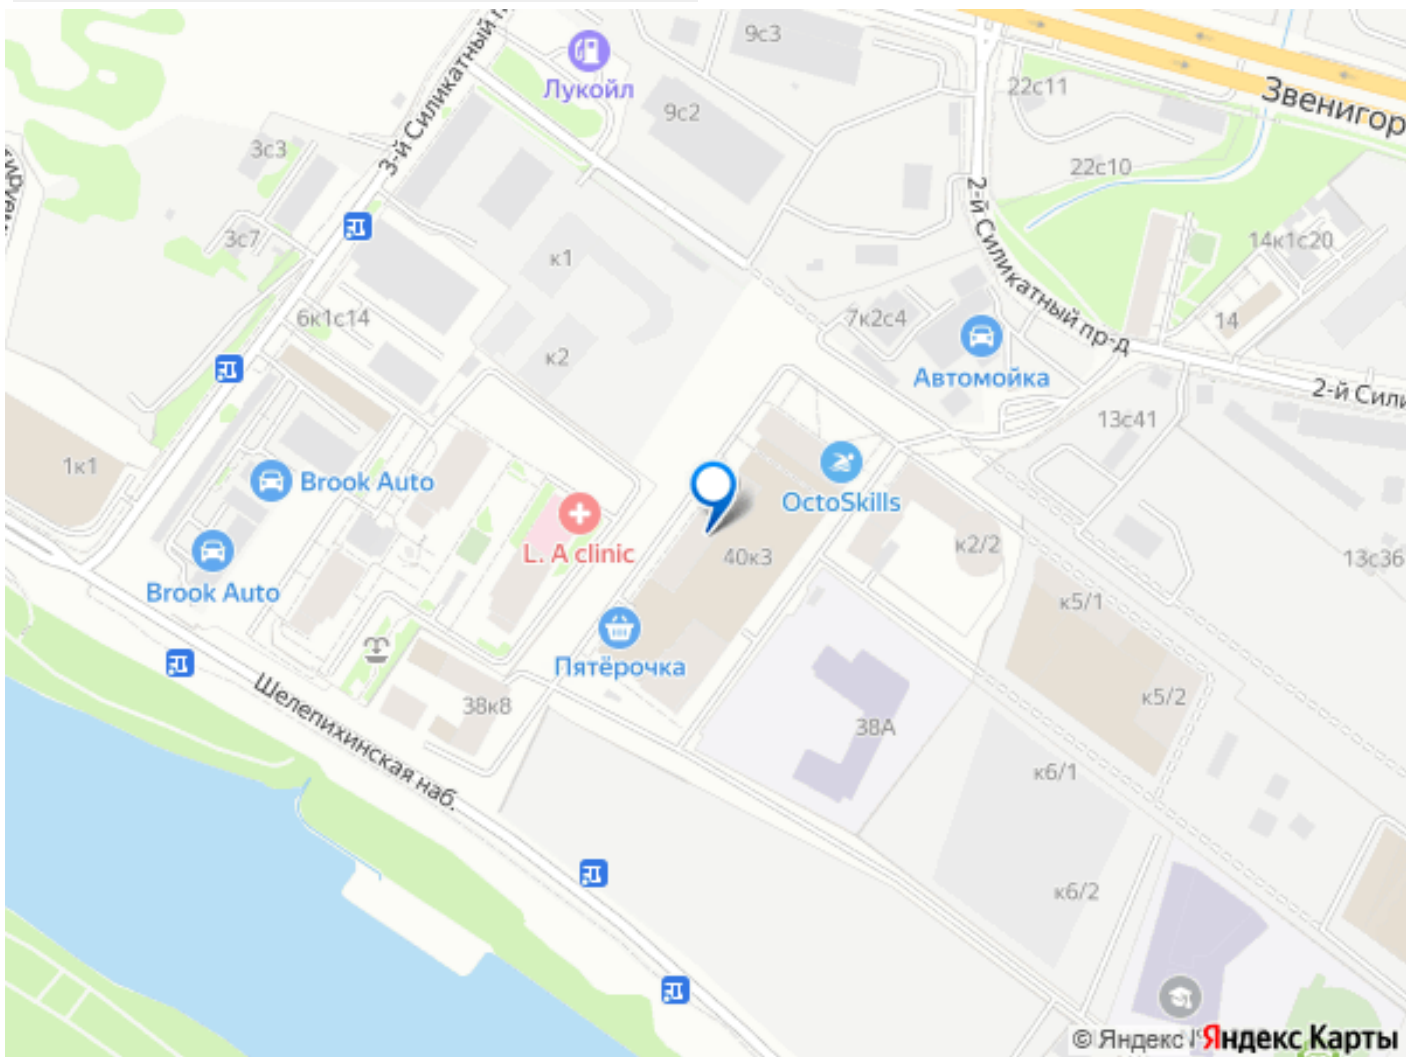 9с3
Лукойл
22с11
Звенигор
9с2
3-й Силикатный п
3с3
22с10
2-й Силикатный пр-д
3с7
14к1с20
к1
6к1с14
7к2с4
14
к2
Автомойка
2-й Сили
13с41
1к1
Brook Auto
OctoSkills
L. A clinic
40к3
к2/2
13с36
Brook Auto
к5/1
Пятёрочка
Шелепихинская наб.
38к8
38А
к5/2
к6/1
к6/2
© Яндекс
Яндекс Карты